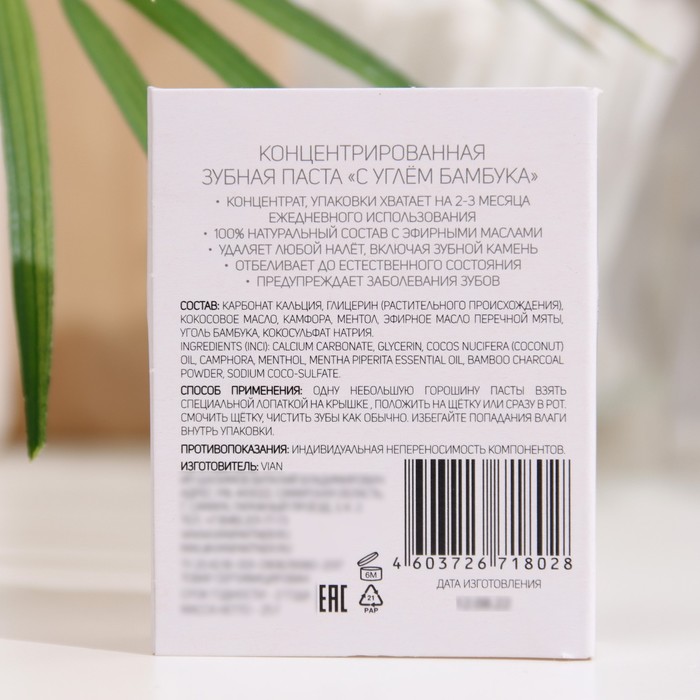 КОНЦЕНТРИРОВАННАЯ
ЗУБНАЯ ПАСТА «С УГЛЁМ БАМБУКА»
• КОНЦЕНТРАТ, УПАКОВКИ ХВАТАЕТ НА 2-3 МЕСЯЦА
ЕЖЕДНЕВНОГО ИСПОЛЬЗОВАНИЯ
• 100% НАТУРАЛЬНЫЙ СОСТАВ С ЭФИРНЫМИ МАСЛАМИ
• УДАЛЯЕТ ЛЮБОЙ НАЛЁТ, ВКЛЮЧАЯ ЗУБНОЙ КАМЕНЬ
• ОТБЕЛИВАЕТ ДО ЕСТЕСТВЕННОГО СОСТОЯНИЯ
• ПРЕДУПРЕЖДАЕТ ЗАБОЛЕВАНИЯ ЗУБОВ
СОСТАВ: КАРБОНАТ КАЛЬЦИЯ, ГЛИЦЕРИН (РАСТИТЕЛЬНОГО ПРОИСХОЖДЕНИЯ),
КОКОСОВОЕ МАСЛО, КАМФОРА, МЕНТОЛ, ЭФИРНОЕ МАСЛО ПЕРЕЧНОЙ МЯТЫ,
УГОЛЬ БАМБУКА, КОКОСУЛЬФАТ НАТРИЯ.
INGREDIENTS (INCI): CALCIUM CARBONATE, GLYCERIN, COCOS NUCIFERA (COCONUT)
OIL, CAMPHORA, MENTHOL, MENTHA PIPERITA ESSENTIAL OIL, BAMBOO CHARCOAL
POWDER, SODIUM COCO-SULFATE.
СПОСОБ ПРИМЕНЕНИЯ: ОДНУ НЕБОЛЬШУЮ ГОРОШИНУ ПАСТЫ ВЗЯТЬ
СПЕЦИАЛЬНОЙ ЛОПАТКОЙ НА КРЫШКЕ , ПОЛОЖИТЬ НА ЩЁТКУ ИЛИ СРАЗУ В РОТ.
СМОЧИТЬ ЩЁТКУ, ЧИСТИТЬ ЗУБЫ КАК ОБЫЧНО. ИЗБЕГАЙТЕ ПОПАДАНИЯ ВЛАГИ
ВНУТРЬ УПАКОВКИ.
ПРОТИВОПОКАЗАНИЯ: ИНДИВИДУАЛЬНАЯ НЕПЕРЕНОСИМОСТЬ КОМПОНЕНТОВ.
ИЗГОТОВИТЕЛЬ: VIAN
4 603726 718028
6M
ДАТА ИЗГОТОВЛЕНИЯ
EAC
21
PAP